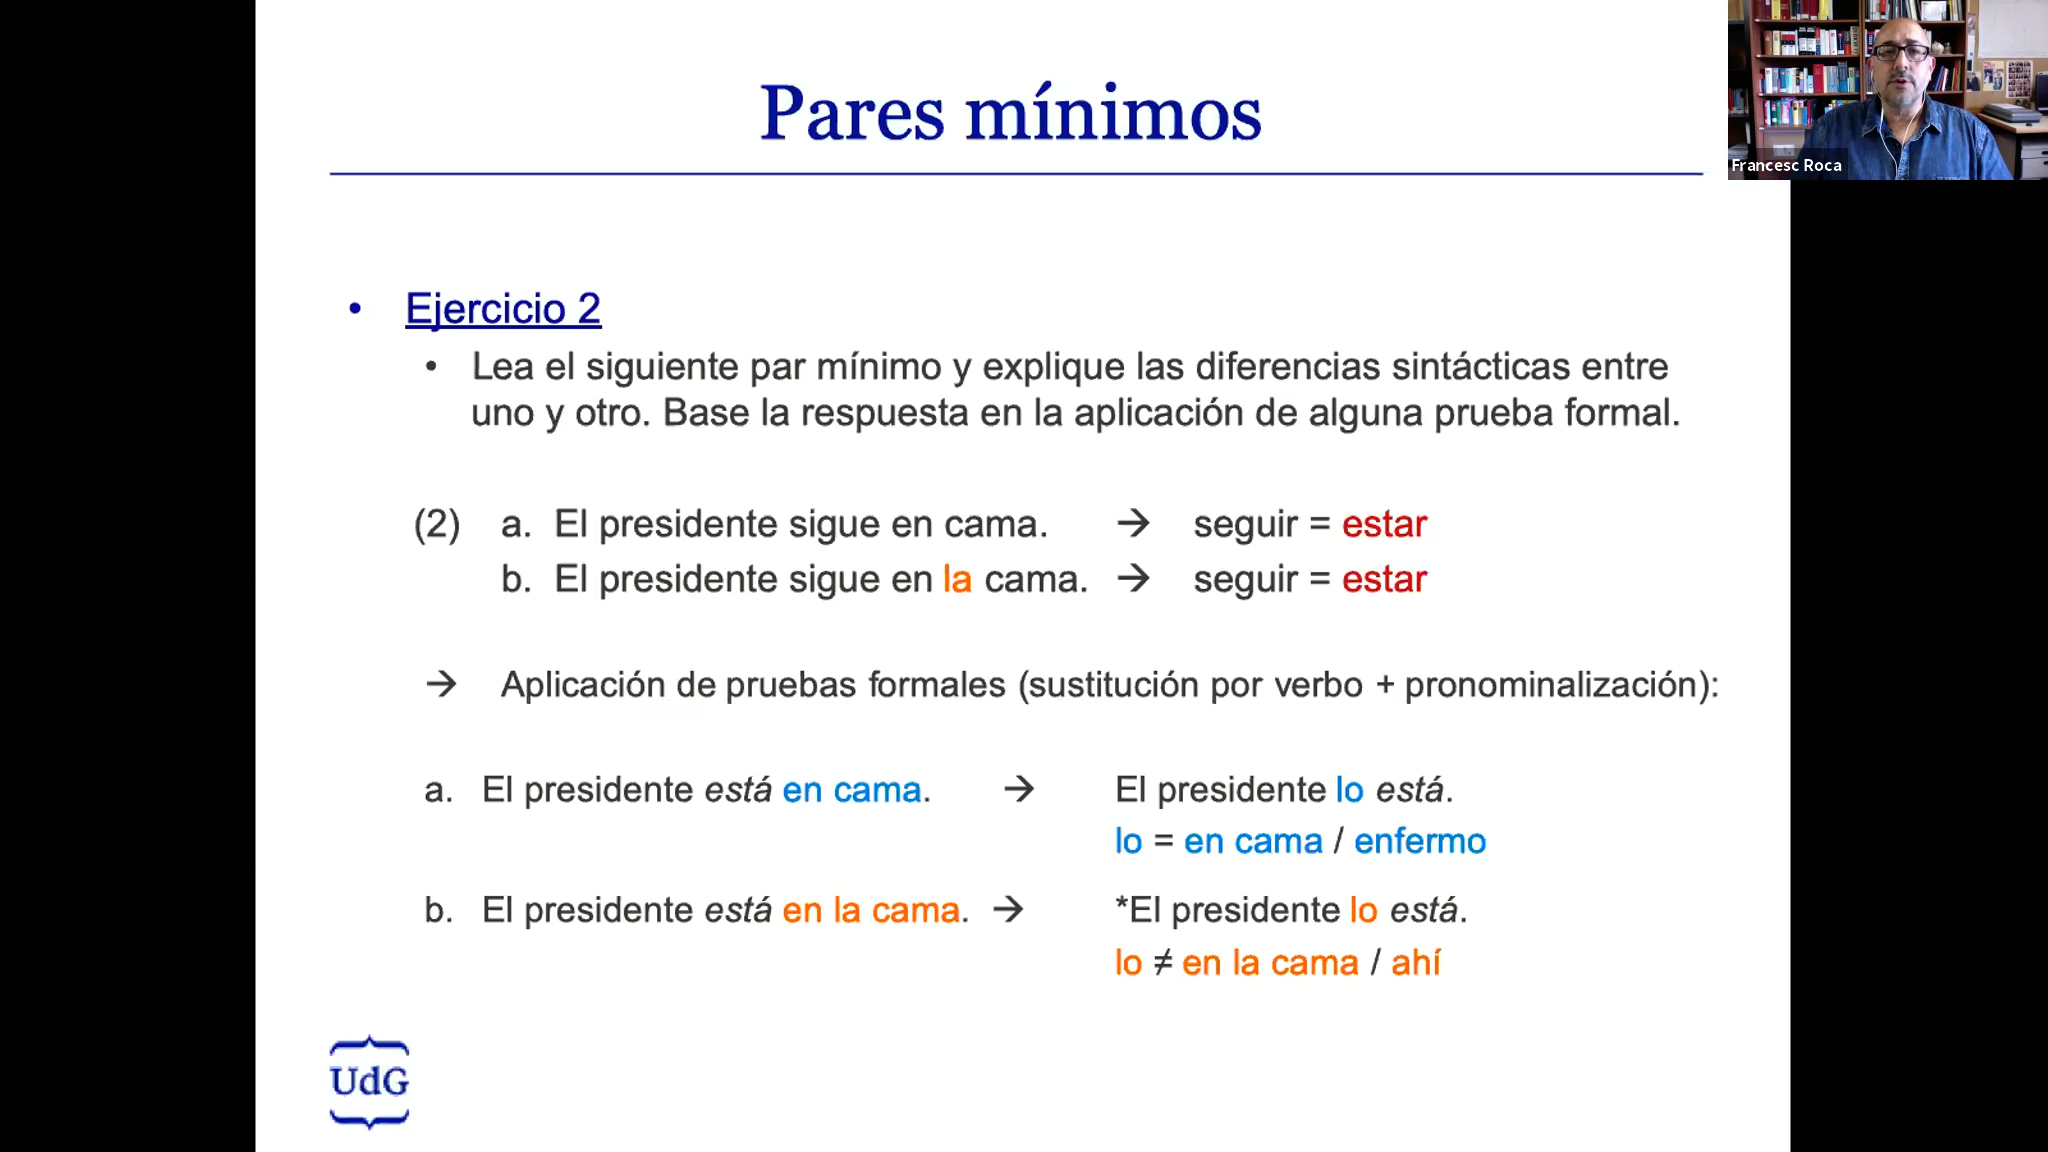 Pares mínimos
Francesc Roca
• Ejercicio 2
• Lea el siguiente par mínimo y explique las diferencias sintácticas entre
uno y otro. Base la respuesta en la aplicación de alguna prueba formal.
(2) a. El presidente sigue en cama. → seguir = estar
b. El presidente sigue en la cama. → seguir = estar
→ Aplicación de pruebas formales (sustitución por verbo + pronominalización):
a. El presidente está en cama. → El presidente lo está.
lo = en cama / enfermo
b. El presidente está en la cama. → *El presidente lo está.
lo ≠ en la cama / ahí
UdG